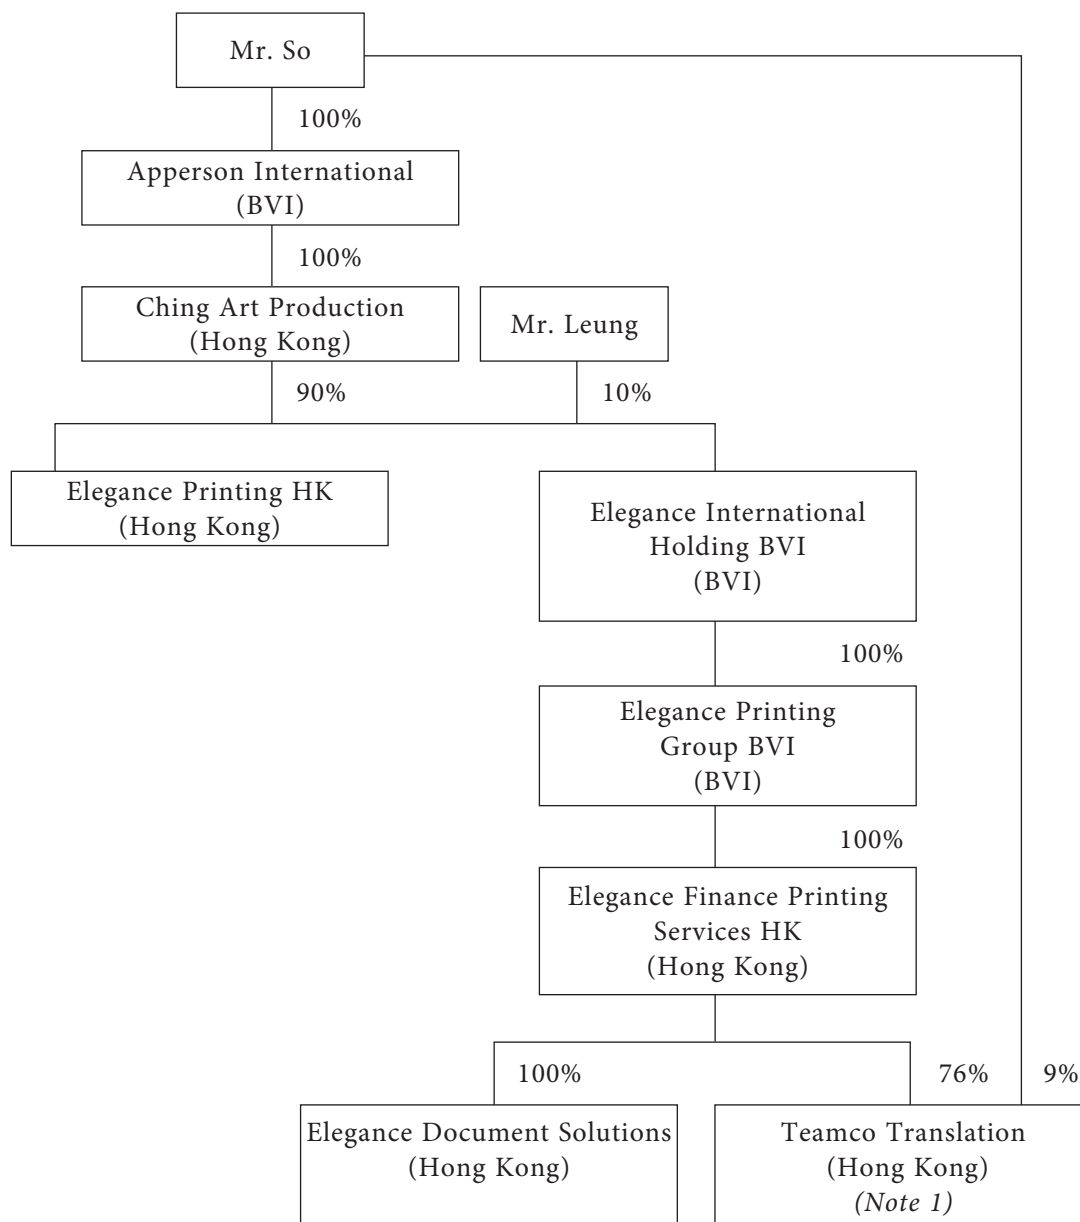 Mr. So
100%
Apperson International
(BVI)
100%
Ching Art Production
(Hong Kong)
Mr. Leung
90%
10%
Elegance Printing HK
(Hong Kong)
Elegance International
Holding BVI
(BVI)
100%
Elegance Printing
Group BVI
(BVI)
100%
Elegance Finance Printing
Services HK
(Hong Kong)
100%
76%
9%
Elegance Document Solutions
(Hong Kong)
Teamco Translation
(Hong Kong)
(Note 1)